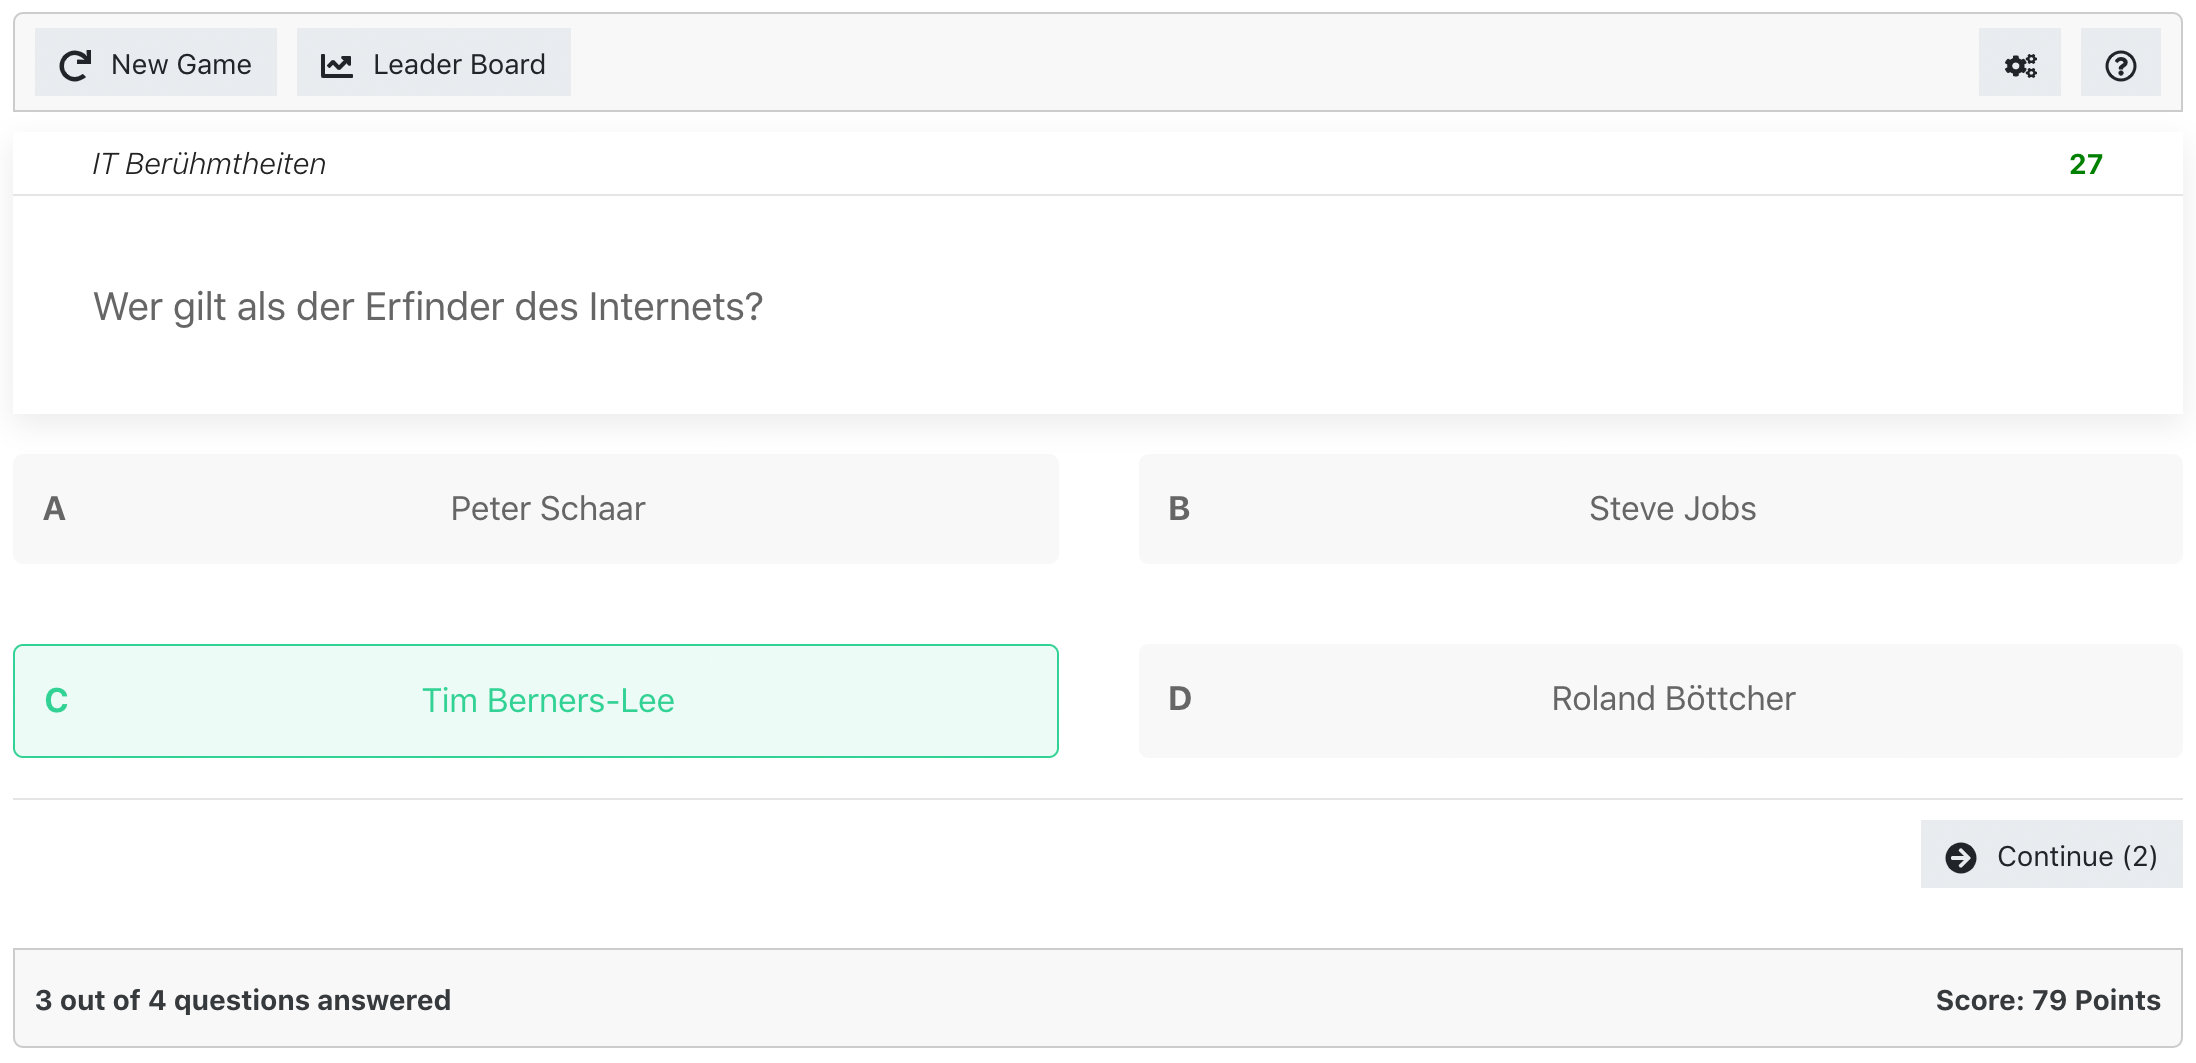 New Game
Leader Board
IT Berühmtheiten
27
Wer gilt als der Erfinder des Internets?
A
Peter Schaar
B
Steve Jobs
C
Tim Berners-Lee
D
Roland Böttcher
Continue (2)
3 out of 4 questions answered
Score: 79 Points